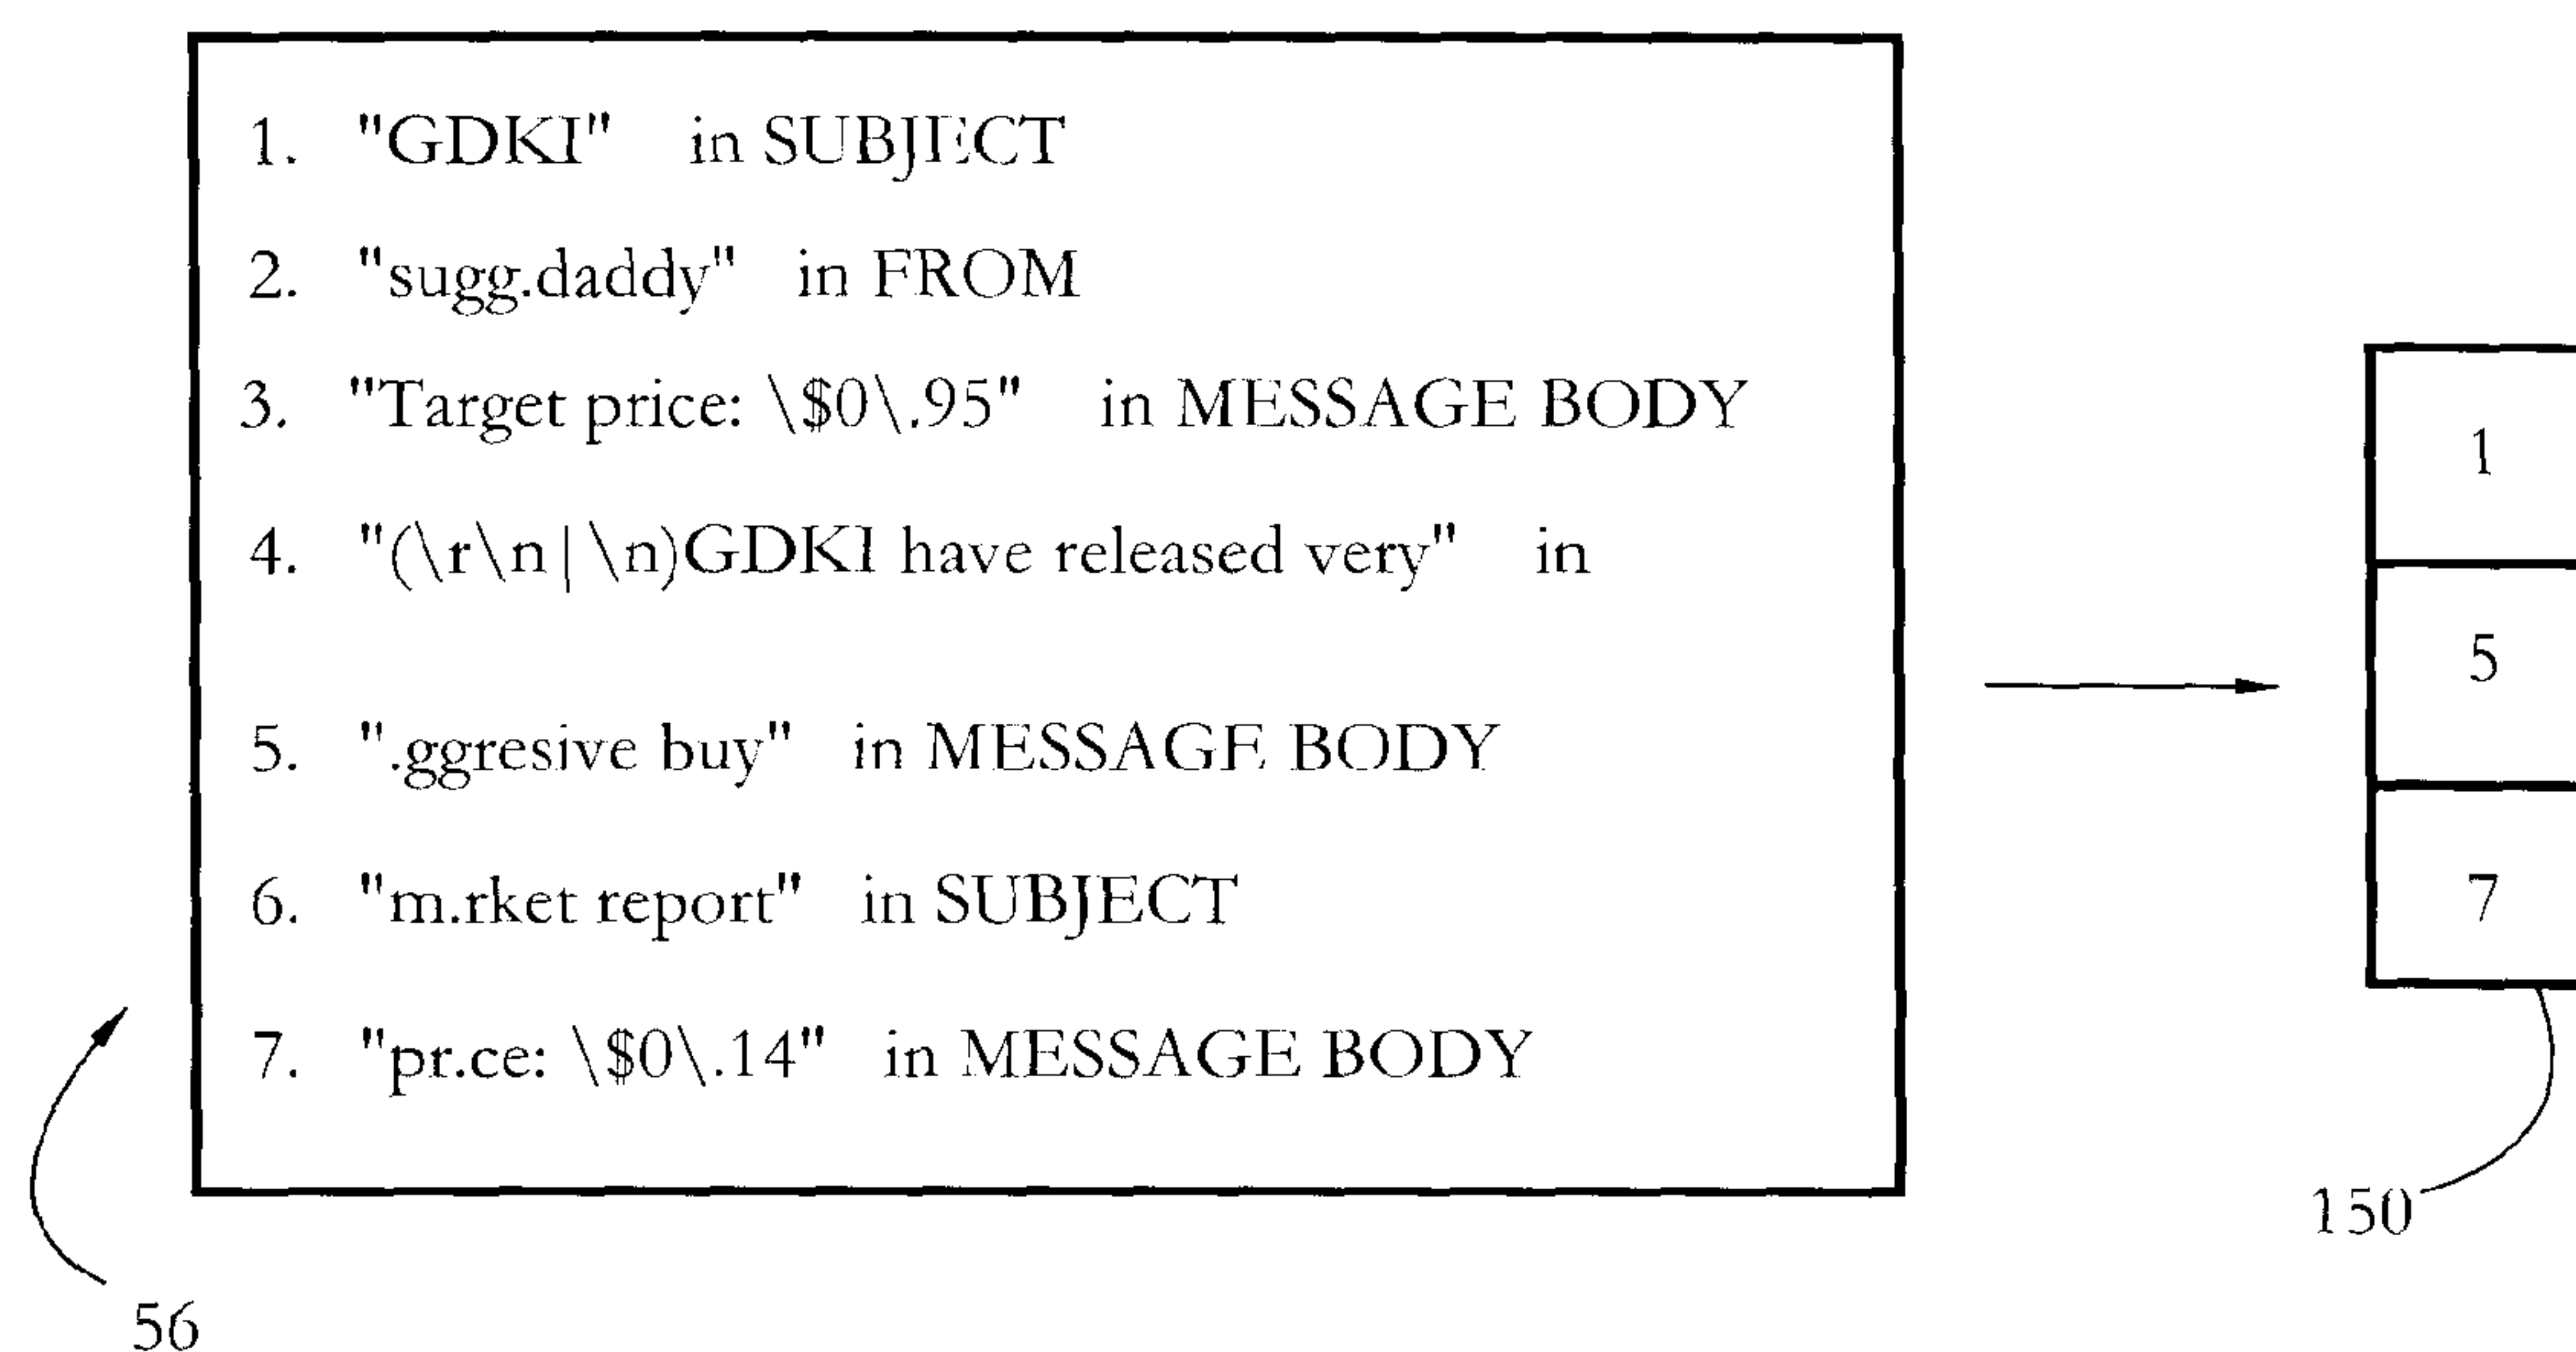 1. "GDKI" in SUBJECT
2. "sugg.daddy" in FROM
3. "Target price: \$0\.95" in MESSAGE BODY
4. "(\r\n|\n)GDKI have released very" in
5. ".ggresive buy" in MESSAGE BODY
6. "m.rket report" in SUBJECT
7. "pr.ce: \$0\.14" in MESSAGE BODY
56
1
5
7
150